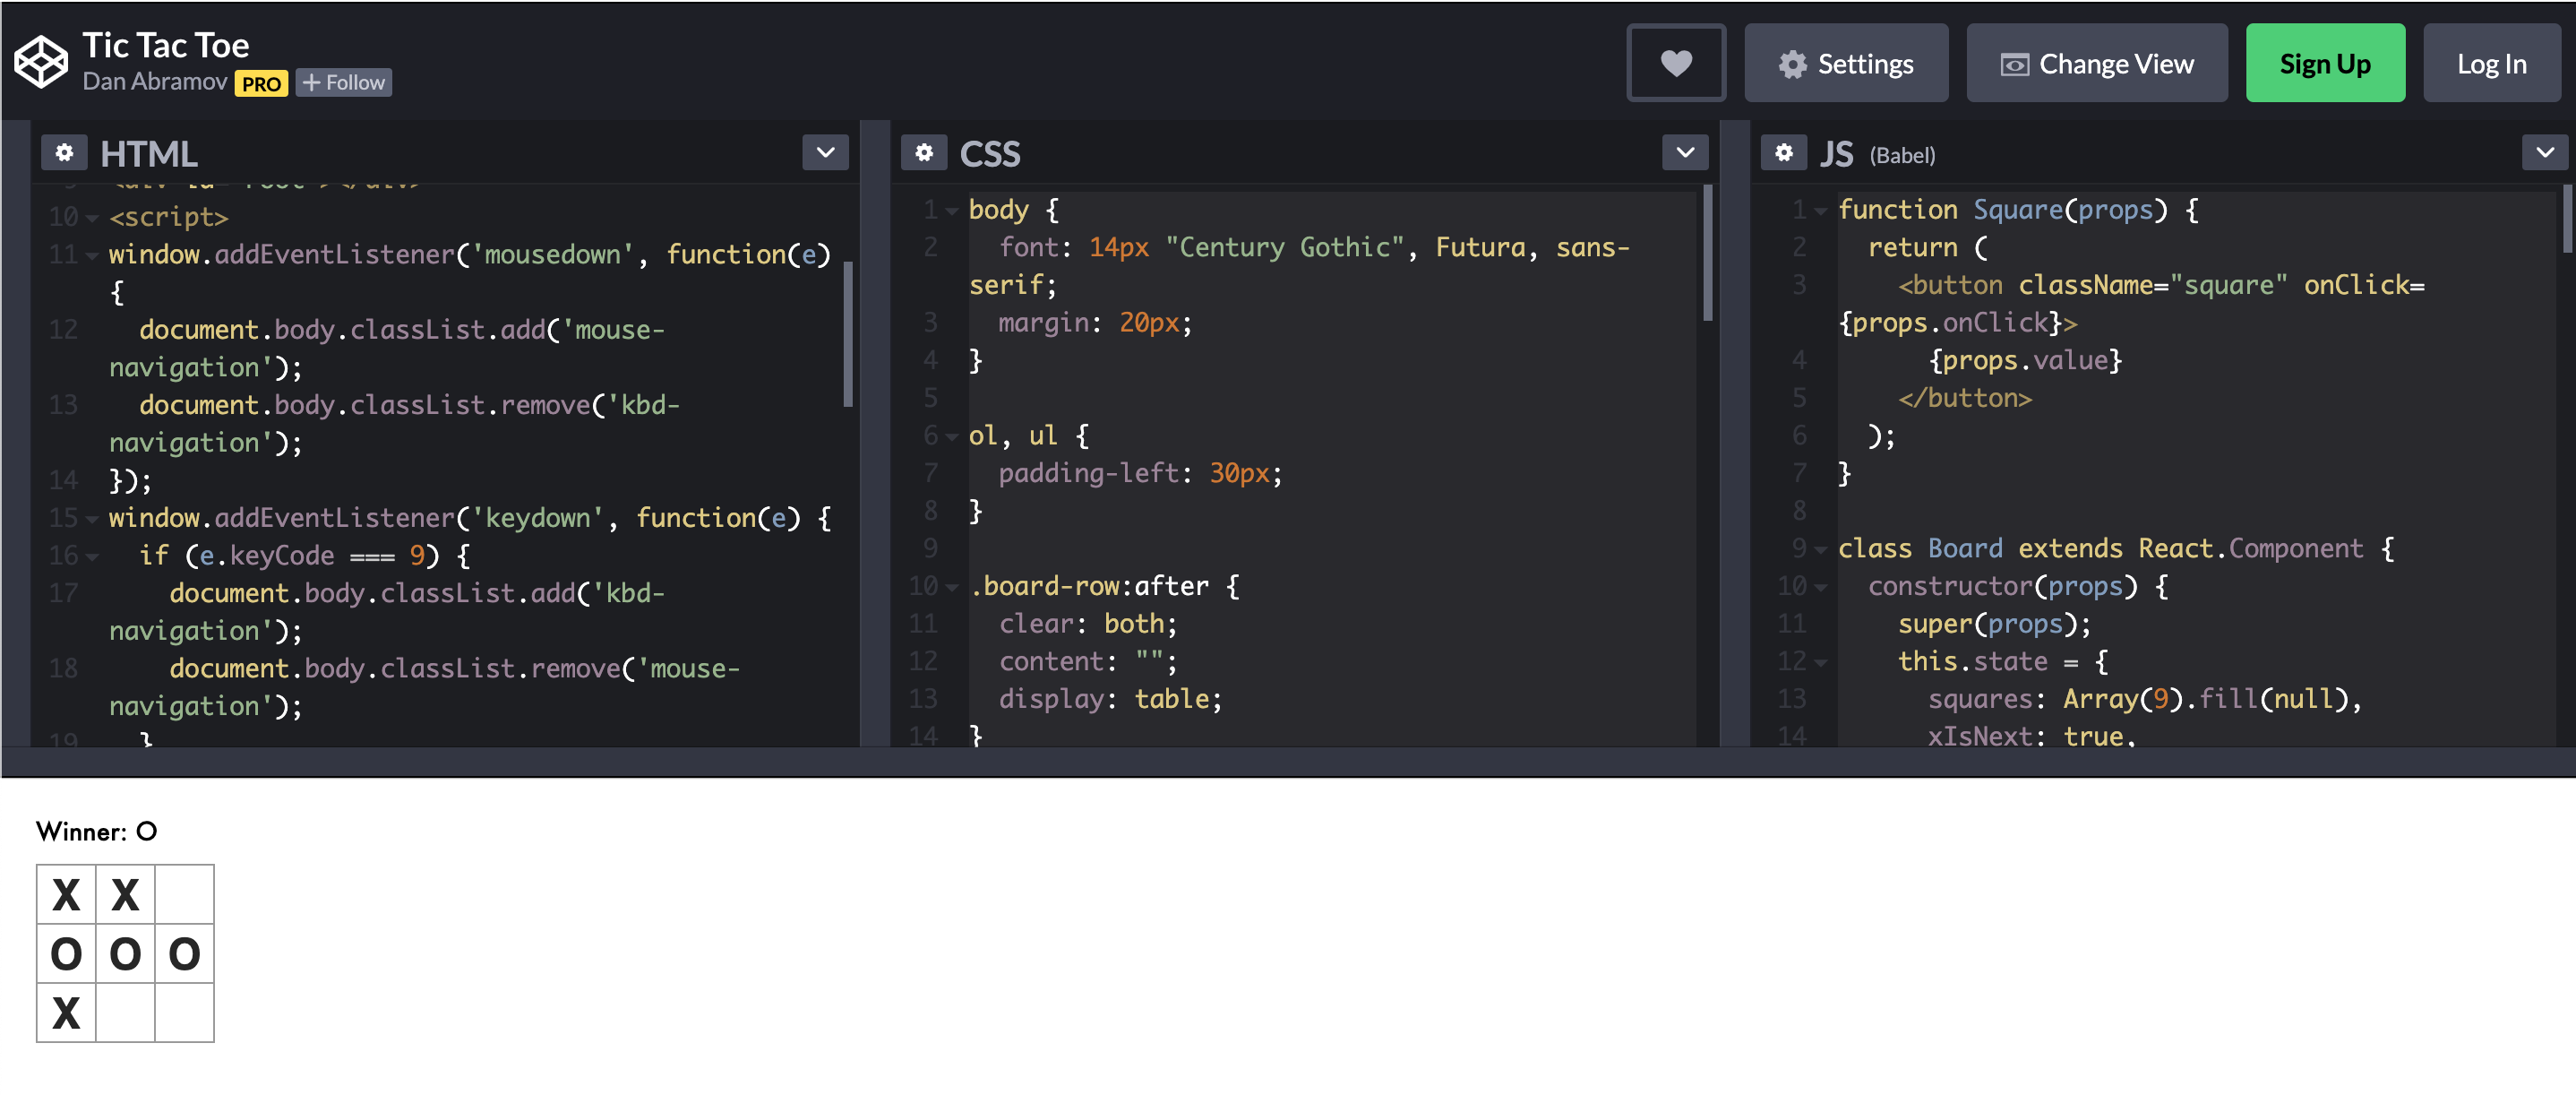 Tic Tac Toe
Dan Abramov PRO + Follow
Settings
Change View
Sign Up
Log In
HTML
10 <script>
11 window.addEventListener('mousedown', function(e)
{
12 document.body.classList.add('mouse-
navigation');
13 document.body.classList.remove('kbd-
navigation');
14 });
15 window.addEventListener('keydown', function(e) {
16 if (e.keyCode === 9) {
17 document.body.classList.add('kbd-
navigation');
18 document.body.classList.remove('mouse-
navigation');
19 }
CSS
1 body {
2 font: 14px "Century Gothic", Futura, sans-
serif;
3 margin: 20px;
4 }
5
6 ol, ul {
7 padding-left: 30px;
8 }
9
10 .board-row:after {
11 clear: both;
12 content: "";
13 display: table;
14 }
JS (Babel)
1 function Square(props) {
2 return (
3 <button className="square" onClick=
{props.onClick}>
4 {props.value}
5 </button>
6 );
7 }
8
9 class Board extends React.Component {
10 constructor(props) {
11 super(props);
12 this.state = {
13 squares: Array(9).fill(null),
14 xIsNext: true,
Winner: O
X X
O O O
X